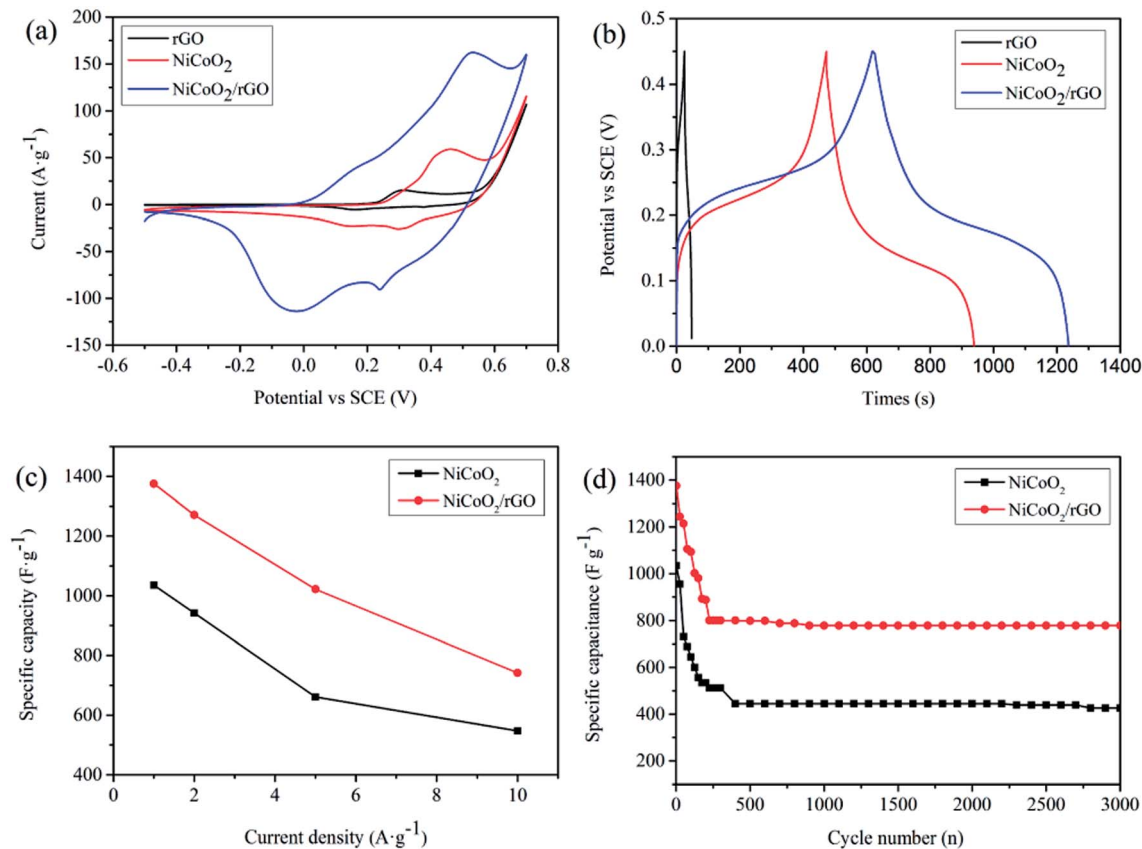 (a)
rGO
NiCoO2
NiCoO2/rGO
200
150
100
50
0
-50
-100
-150
-0.6
-0.4
-0.2
0.0
0.2
0.4
0.6
0.8
Current (A·g-1)
Potential vs SCE (V)
(b)
rGO
NiCoO2
NiCoO2/rGO
0.5
0.4
0.3
0.2
0.1
0.0
0
200
400
600
800
1000
1200
1400
Potential vs SCE (V)
Times (s)
(c)
NiCoO2
NiCoO2/rGO
1400
1200
1000
800
600
400
0
2
4
6
8
10
Specific capacity (F·g-1)
Current density (A·g-1)
(d)
NiCoO2
NiCoO2/rGO
1400
1200
1000
800
600
400
200
0
500
1000
1500
2000
2500
3000
Specific capacitance (F g-1)
Cycle number (n)